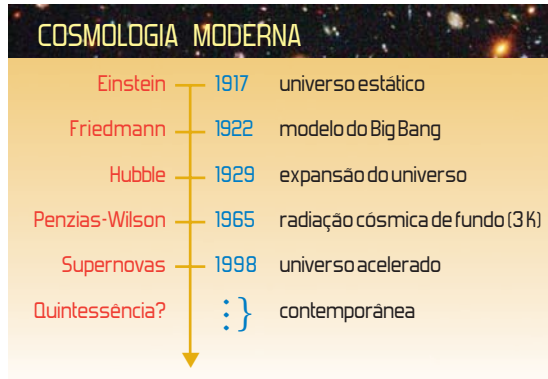 COSMOLOGIA MODERNA
Einstein 1917 universo estático
Friedmann 1922 modelo do Big Bang
Hubble 1929 expansão do universo
Penzias-Wilson 1965 radiação cósmica de fundo (3 K)
Supernovas 1998 universo acelerado
Quintessência? : } contemporânea